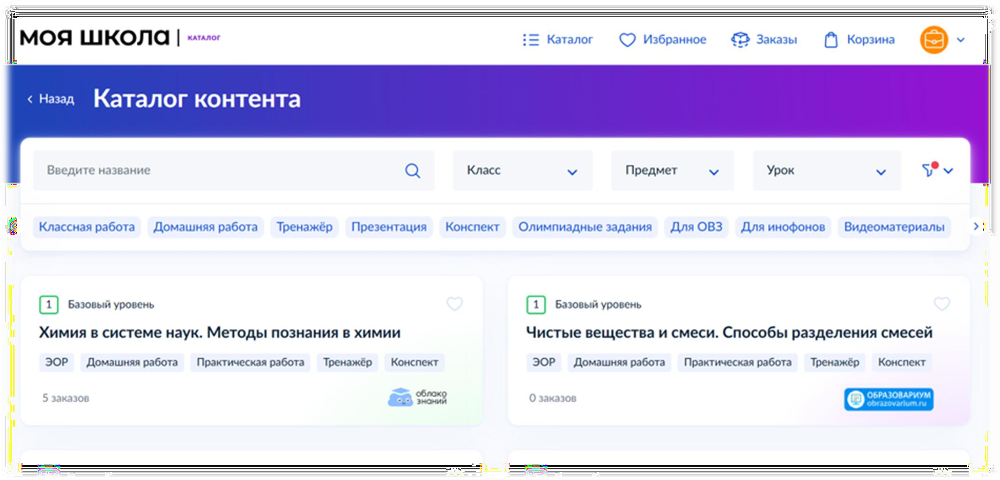 моя школа | каталог
Каталог
Избранное
Заказы
Корзина
Назад
Каталог контента
Введите название
Класс
Предмет
Урок
Классная работа
Домашняя работа
Тренажёр
Презентация
Конспект
Олимпиадные задания
Для ОВЗ
Для инофонов
Видеоматериалы
1 Базовый уровень
Химия в системе наук. Методы познания в химии
ЭОР
Домашняя работа
Практическая работа
Тренажёр
Конспект
5 заказов
облако
знаний
1 Базовый уровень
Чистые вещества и смеси. Способы разделения смесей
ЭОР
Домашняя работа
Практическая работа
Тренажёр
Конспект
0 заказов
ОБРАЗОВАРИУМ
obrazovarium.ru